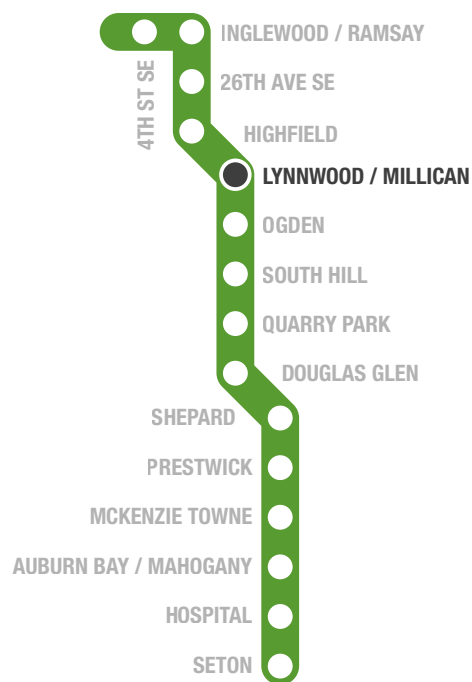 INGLEWOOD / RAMSAY
4TH ST SE
26TH AVE SE
HIGHFIELD
LYNNWOOD / MILLICAN
OGDEN
SOUTH HILL
QUARRY PARK
DOUGLAS GLEN
SHEPARD
PRESTWICK
MCKENZIE TOWNE
AUBURN BAY / MAHOGANY
HOSPITAL
SETON